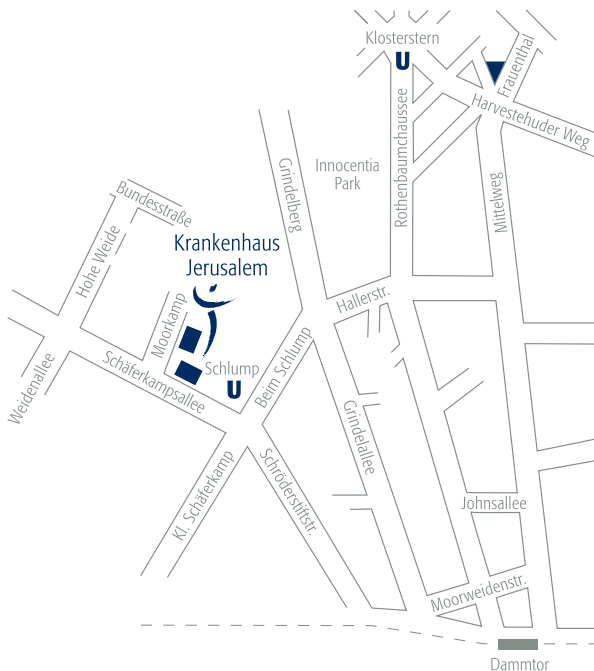 Klosterstern
U
Frauenthal
Harvestehuder Weg
Rothenbaumchaussee
Innocentia
Park
Grindelberg
Mittelweg
Bundesstraße
Hohe Weide
Krankenhaus
Jerusalem
Moorkamp
Hallerstr.
Schlump
U
Beim Schlump
Schäferkampsallee
Weidenallee
Grindelallee
Kl. Schäferkamp
Schröderstiftstr.
Johnsallee
Moorweidenstr.
Dammtor